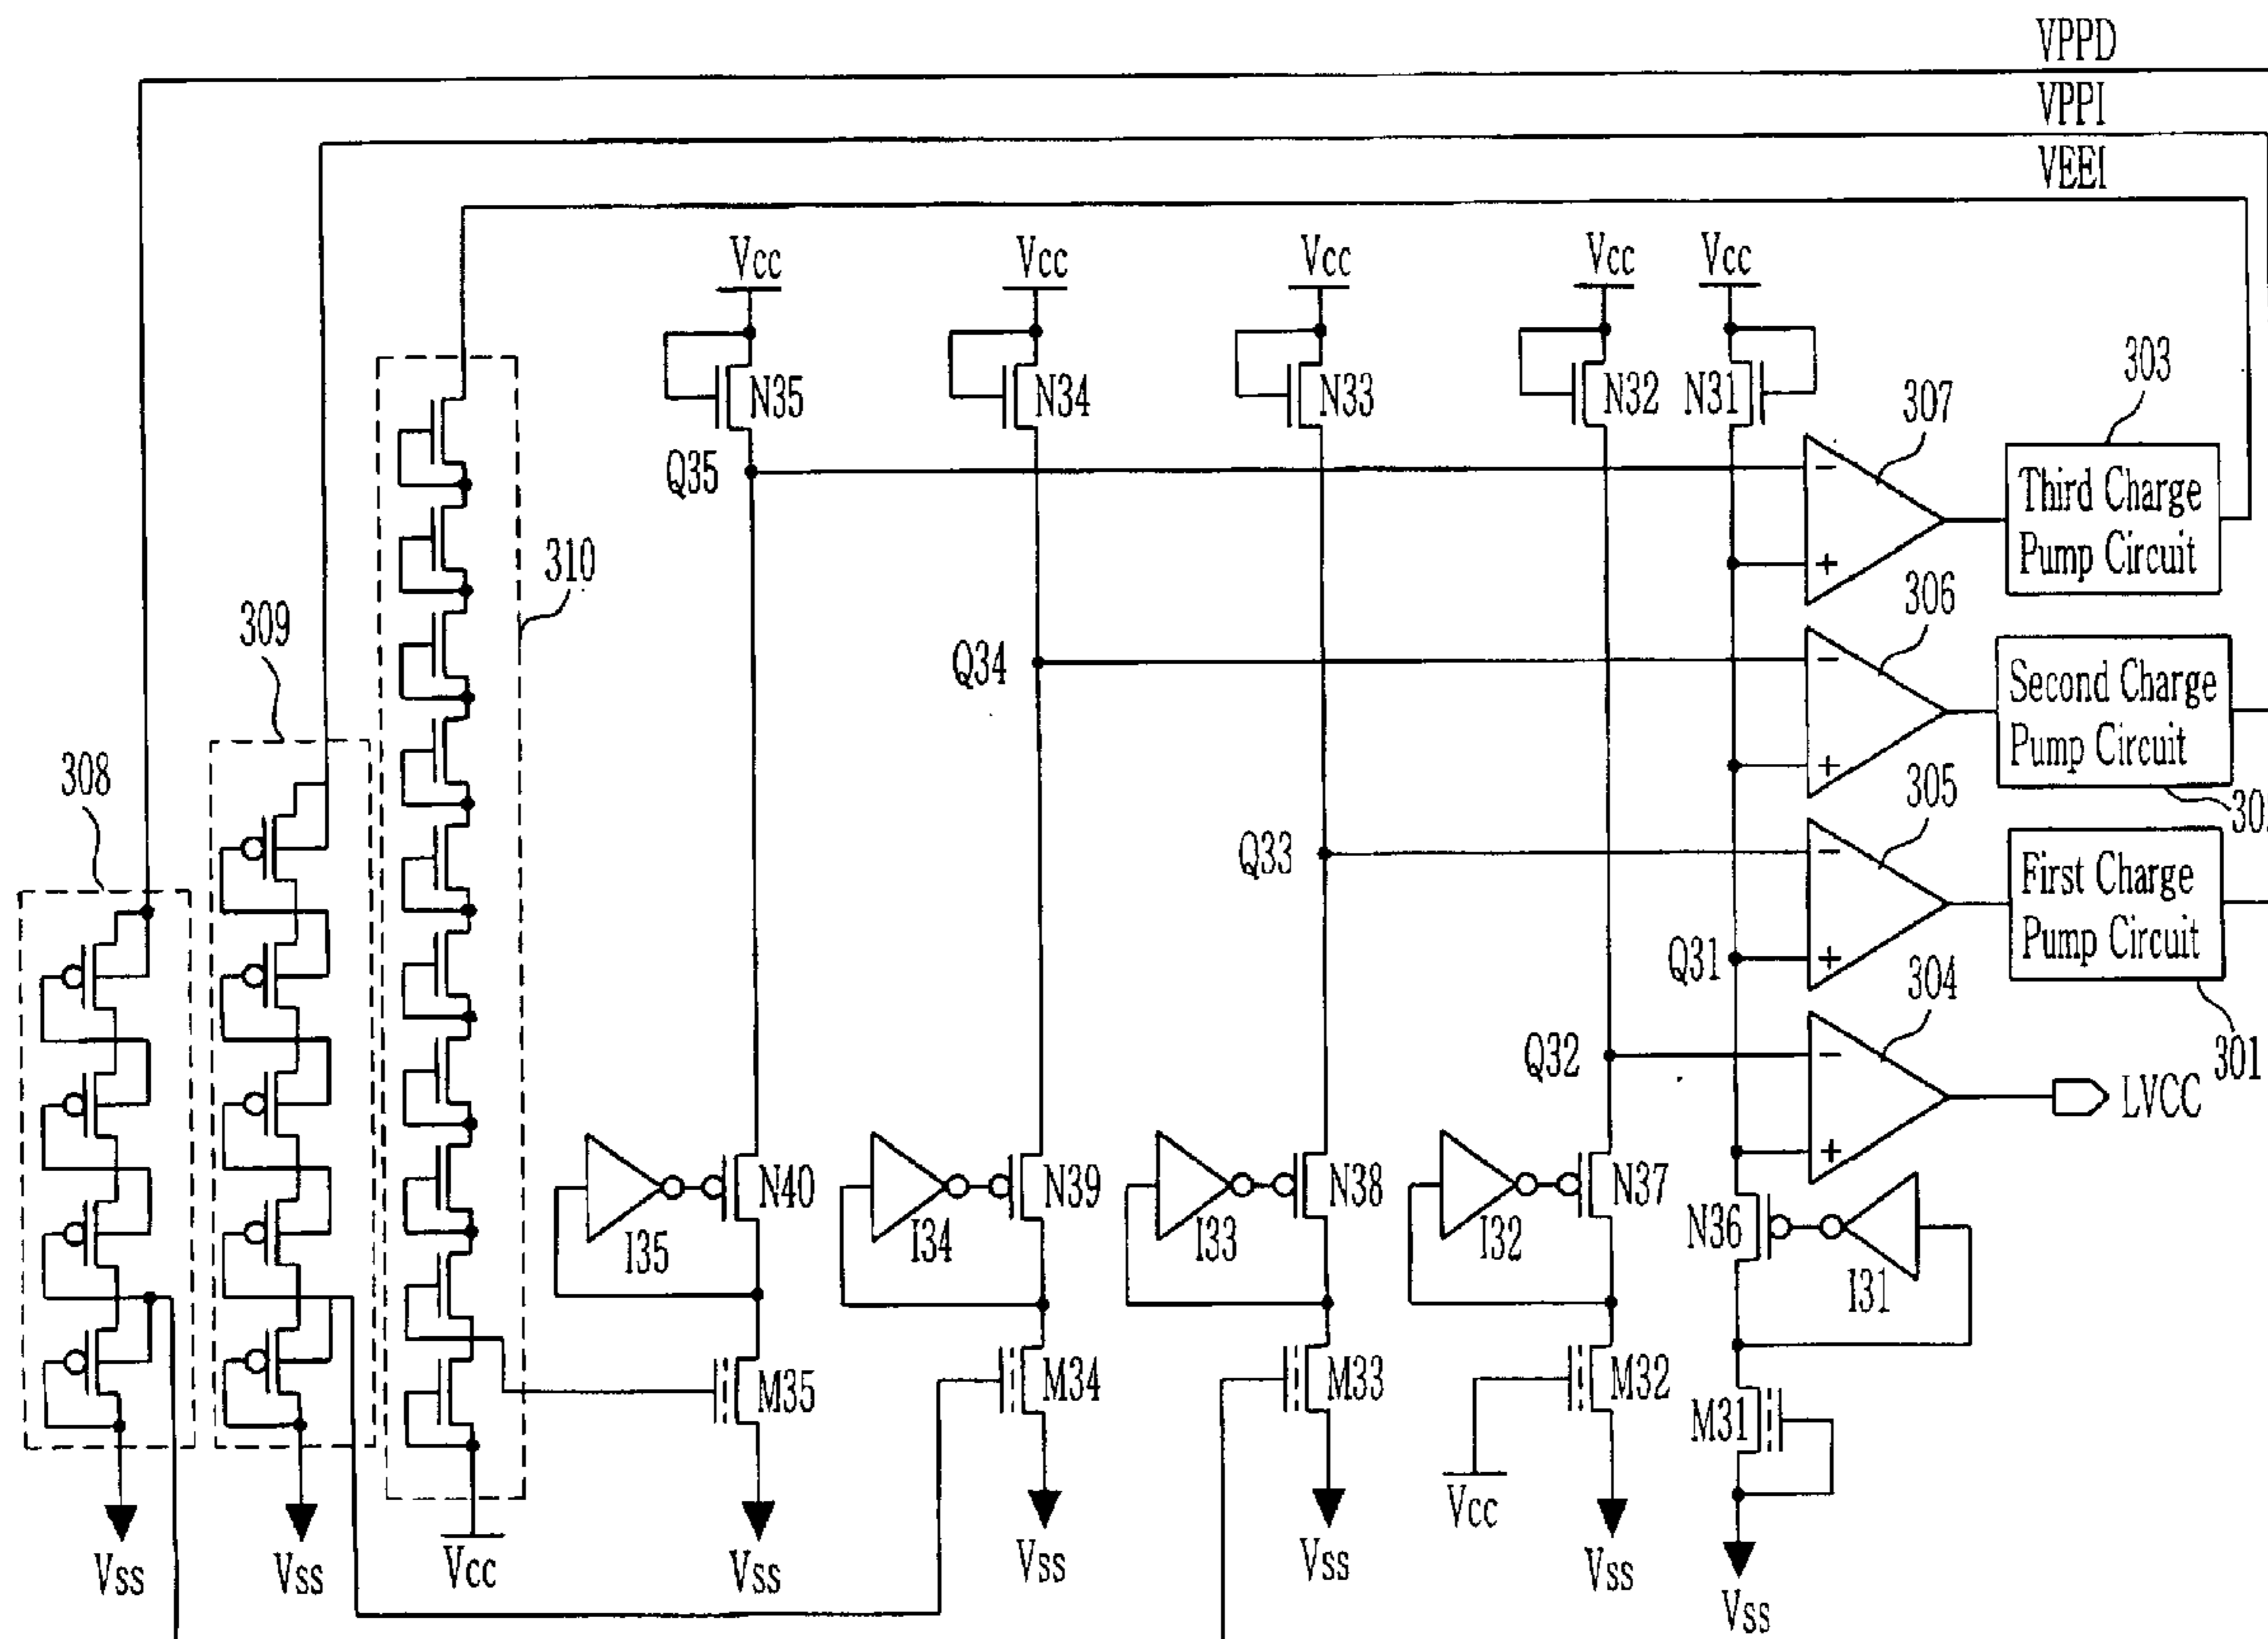 VPPD
VPPI
VEEI
Vcc
Vcc
Vcc
Vcc
Vcc
N35
N34
N33
N32
N31
307
303
Q35
−
+
Third Charge
Pump Circuit
310
309
306
Q34
−
+
Second Charge
Pump Circuit
308
305
Q33
−
+
First Charge
Pump Circuit
Q31
304
301
Q32
−
+
LVCC
N40
N39
N38
N37
N36
I35
I34
I33
I32
I31
M35
M34
M33
M32
M31
Vcc
Vss
Vss
Vcc
Vss
Vss
Vss
Vss
Vss